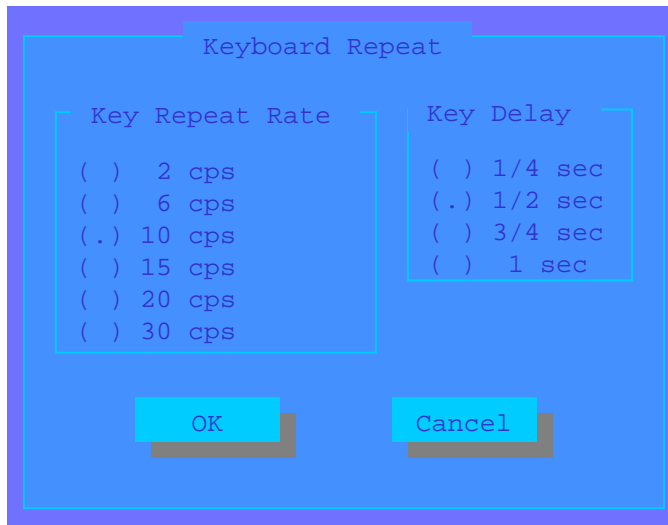 Keyboard Repeat
Key Repeat Rate
( )  2 cps
( )  6 cps
(.) 10 cps
( ) 15 cps
( ) 20 cps
( ) 30 cps
Key Delay
( ) 1/4 sec
(.) 1/2 sec
( ) 3/4 sec
( )  1 sec
OK
Cancel